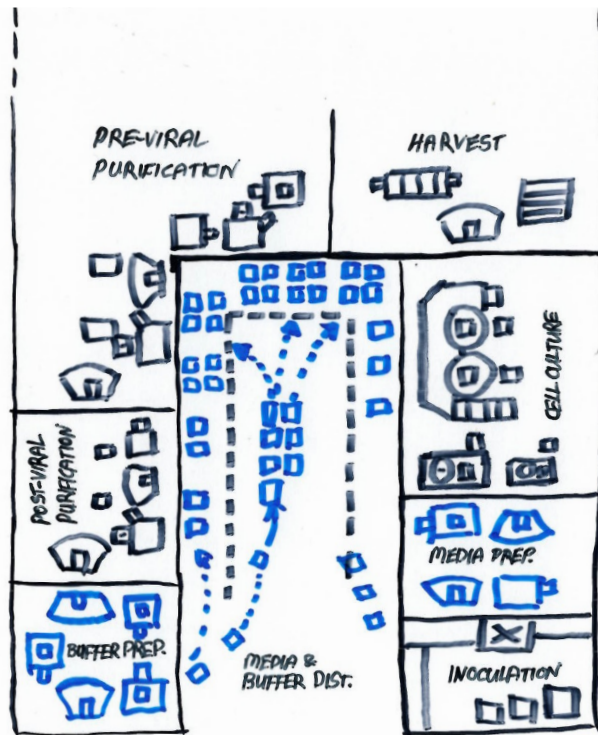 PRE-VIRAL
PURIFICATION
HARVEST
CELL CULTURE
POST-VIRAL
PURIFICATION
MEDIA PREP.
BUFFER PREP.
MEDIA &
BUFFER DIST.
INOCULATION